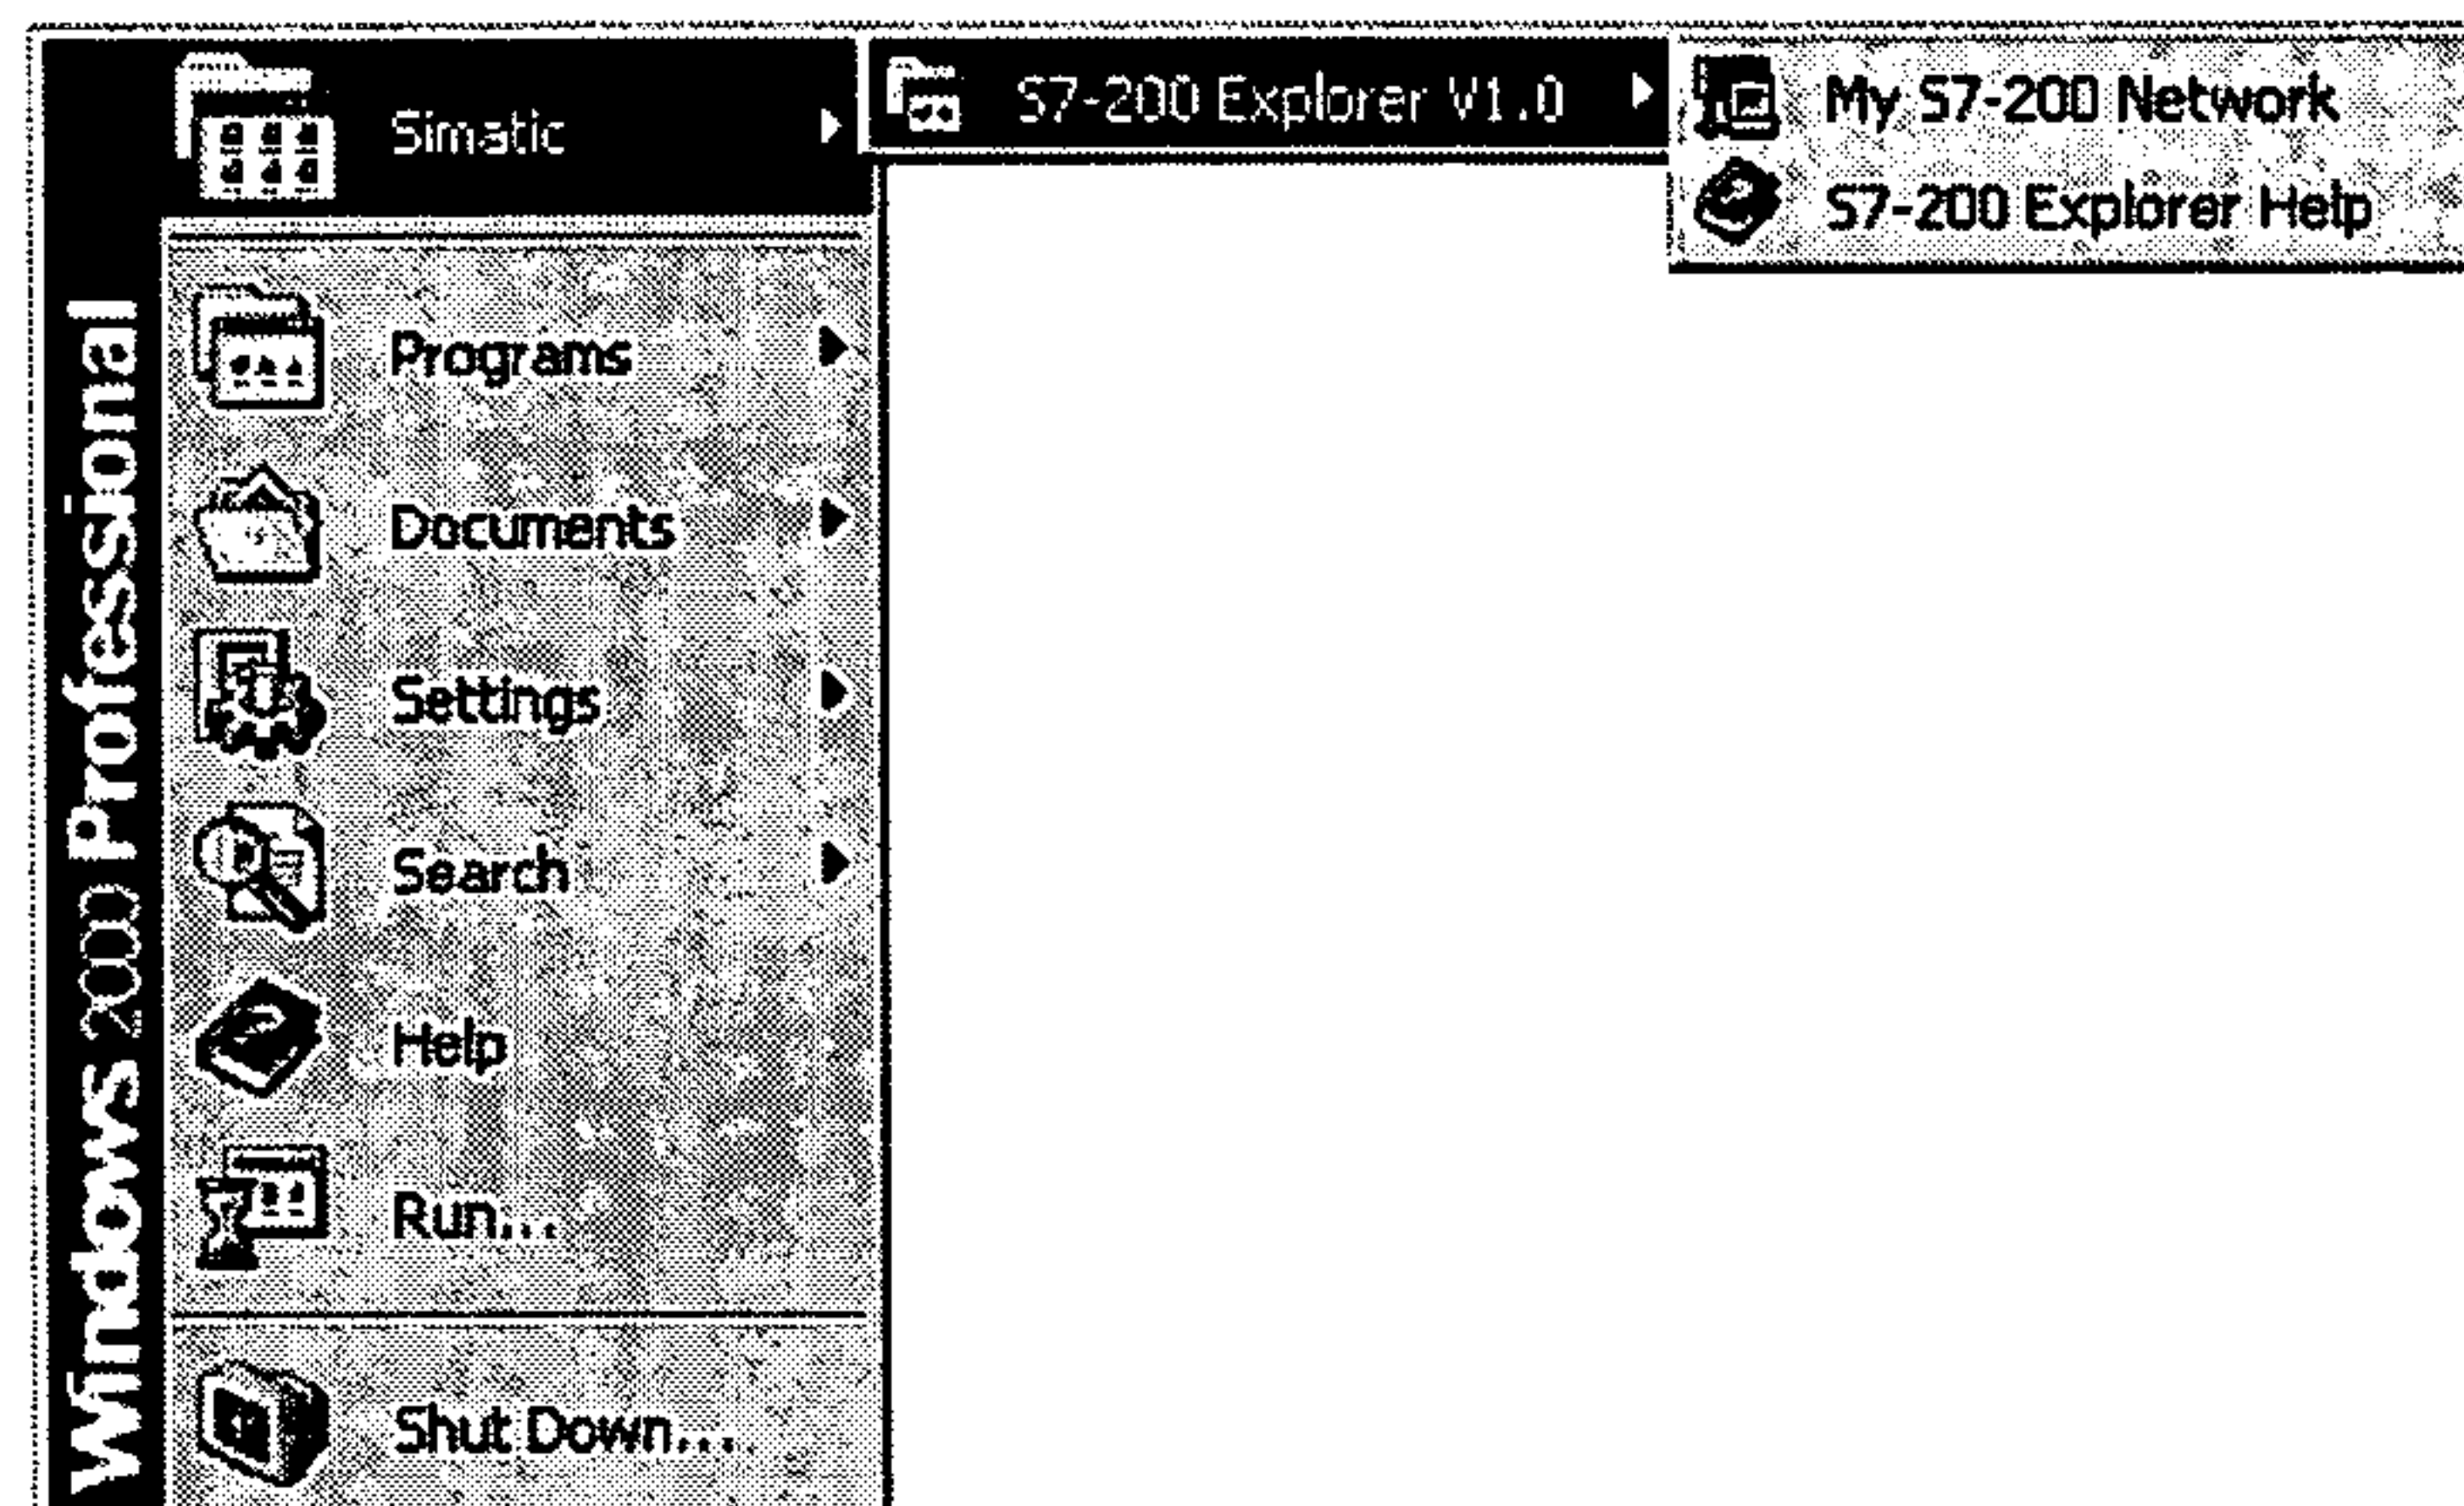 Simatic
S7-200 Explorer V1.0
My S7-200 Network
S7-200 Explorer Help
Programs
Documents
Settings
Search
Help
Run...
Shut Down...
Windows 2000 Professional